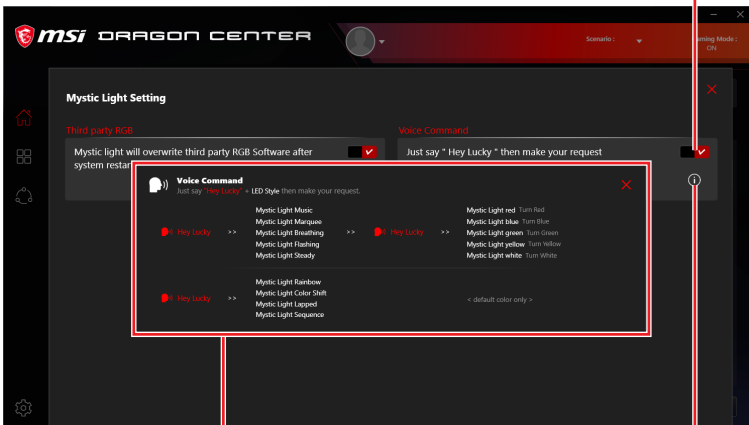 msi DRAGON CENTER
Scenario :
Mode :
ON
Mystic Light Setting
Third party RGB
Voice Command
Mystic light will overwrite third party RGB Software after
system
Just say " Hey Lucky " then make your request
Voice Command
Just say "Hey Lucky" + LED Style then make your request.
Mystic Light Music
Mystic Light Marquee
Hey Lucky >> Mystic Light Breathing >> Hey Lucky >>
Mystic Light Flashing
Mystic Light Steady
Mystic Light red Turn Red
Mystic Light blue Turn Blue
Mystic Light green Turn Green
Mystic Light yellow Turn Yellow
Mystic Light white Turn White
Mystic Light Rainbow
Hey Lucky >> Mystic Light Color Shift
Mystic Light Lapped
Mystic Light Sequence
< default color only >